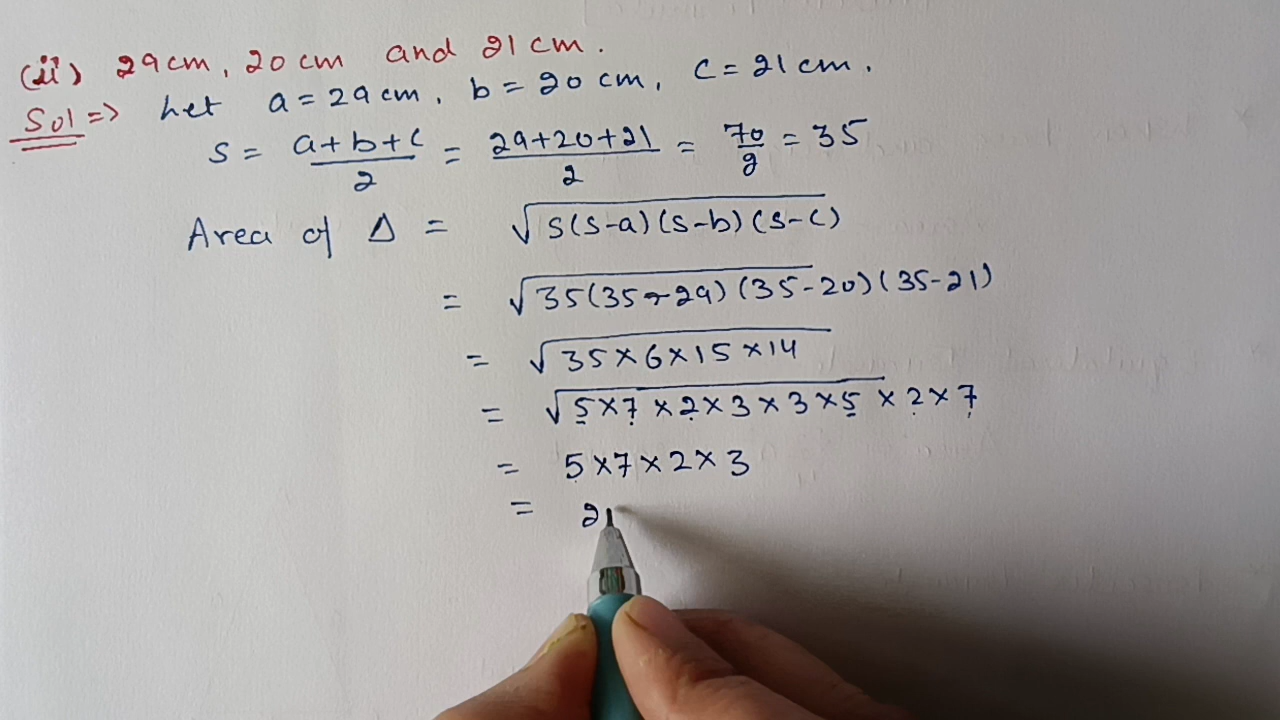 (ii) 29 cm, 20 cm and 21 cm.
Sol => Let a = 29 cm, b = 20 cm, c = 21 cm.
S = a+b+c/2 = 29+20+21/2 = 70/2 = 35
Area of Δ = √S(S-a)(S-b)(S-c)
= √35(35-29)(35-20)(35-21)
= √35×6×15×14
= √5×7×2×3×3×5×2×7
= 5×7×2×3
= 21